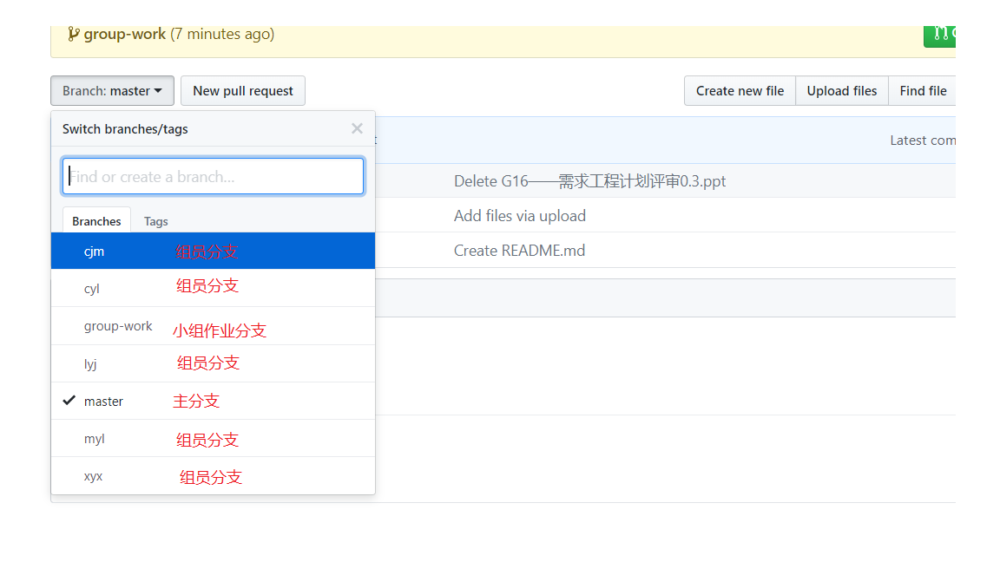 group-work (7 minutes ago)
Branch: master New pull request Create new file Upload files Find file
Switch branches/tags
Latest com
Find or create a branch...
Delete G16——需求工程计划评审0.3.ppt
Branches Tags
Add files via upload
cjm 组员分支
Create README.md
cyl 组员分支
group-work 小组作业分支
lyj 组员分支
master 主分支
myl 组员分支
xyx 组员分支